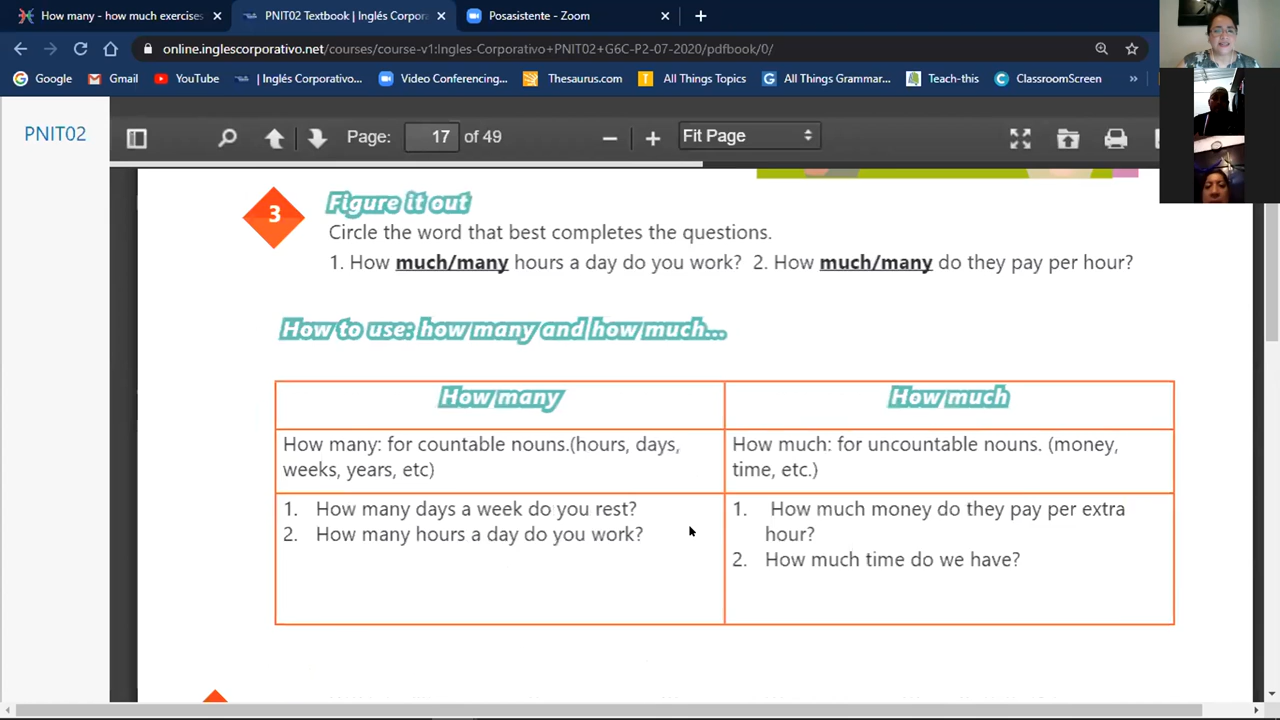 How many - how much exercises
PNIT02 Textbook | Inglés Corpora
Posasistente - Zoom
online.inglescorporativo.net/courses/course-v1:Ingles-Corporativo+PNIT02+G6C-P2-07-2020/pdfbook/0/
Google
Gmail
YouTube
| Inglés Corporativo...
Video Conferencing...
Thesaurus.com
All Things Topics
All Things Grammar...
Teach-this
ClassroomScreen
»
PNIT02
Page: 17 of 49
Fit Page
3
Figure it out
Circle the word that best completes the questions.
1. How much/many hours a day do you work? 2. How much/many do they pay per hour?
How to use: how many and how much...
How many
How much
How many: for countable nouns.(hours, days,
weeks, years, etc)
How much: for uncountable nouns. (money,
time, etc.)
1. How many days a week do you rest?
2. How many hours a day do you work?
1. How much money do they pay per extra
hour?
2. How much time do we have?